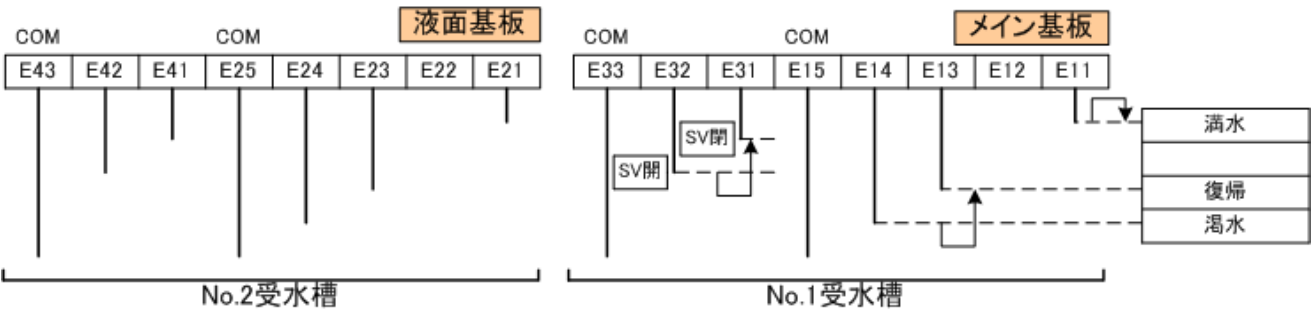 液面基板
メイン基板
COM COM COM COM
E43 E42 E41 E25 E24 E23 E22 E21 E33 E32 E31 E15 E14 E13 E12 E11
満水
SV閉
SV開
復帰
渇水
No.2受水槽 No.1受水槽